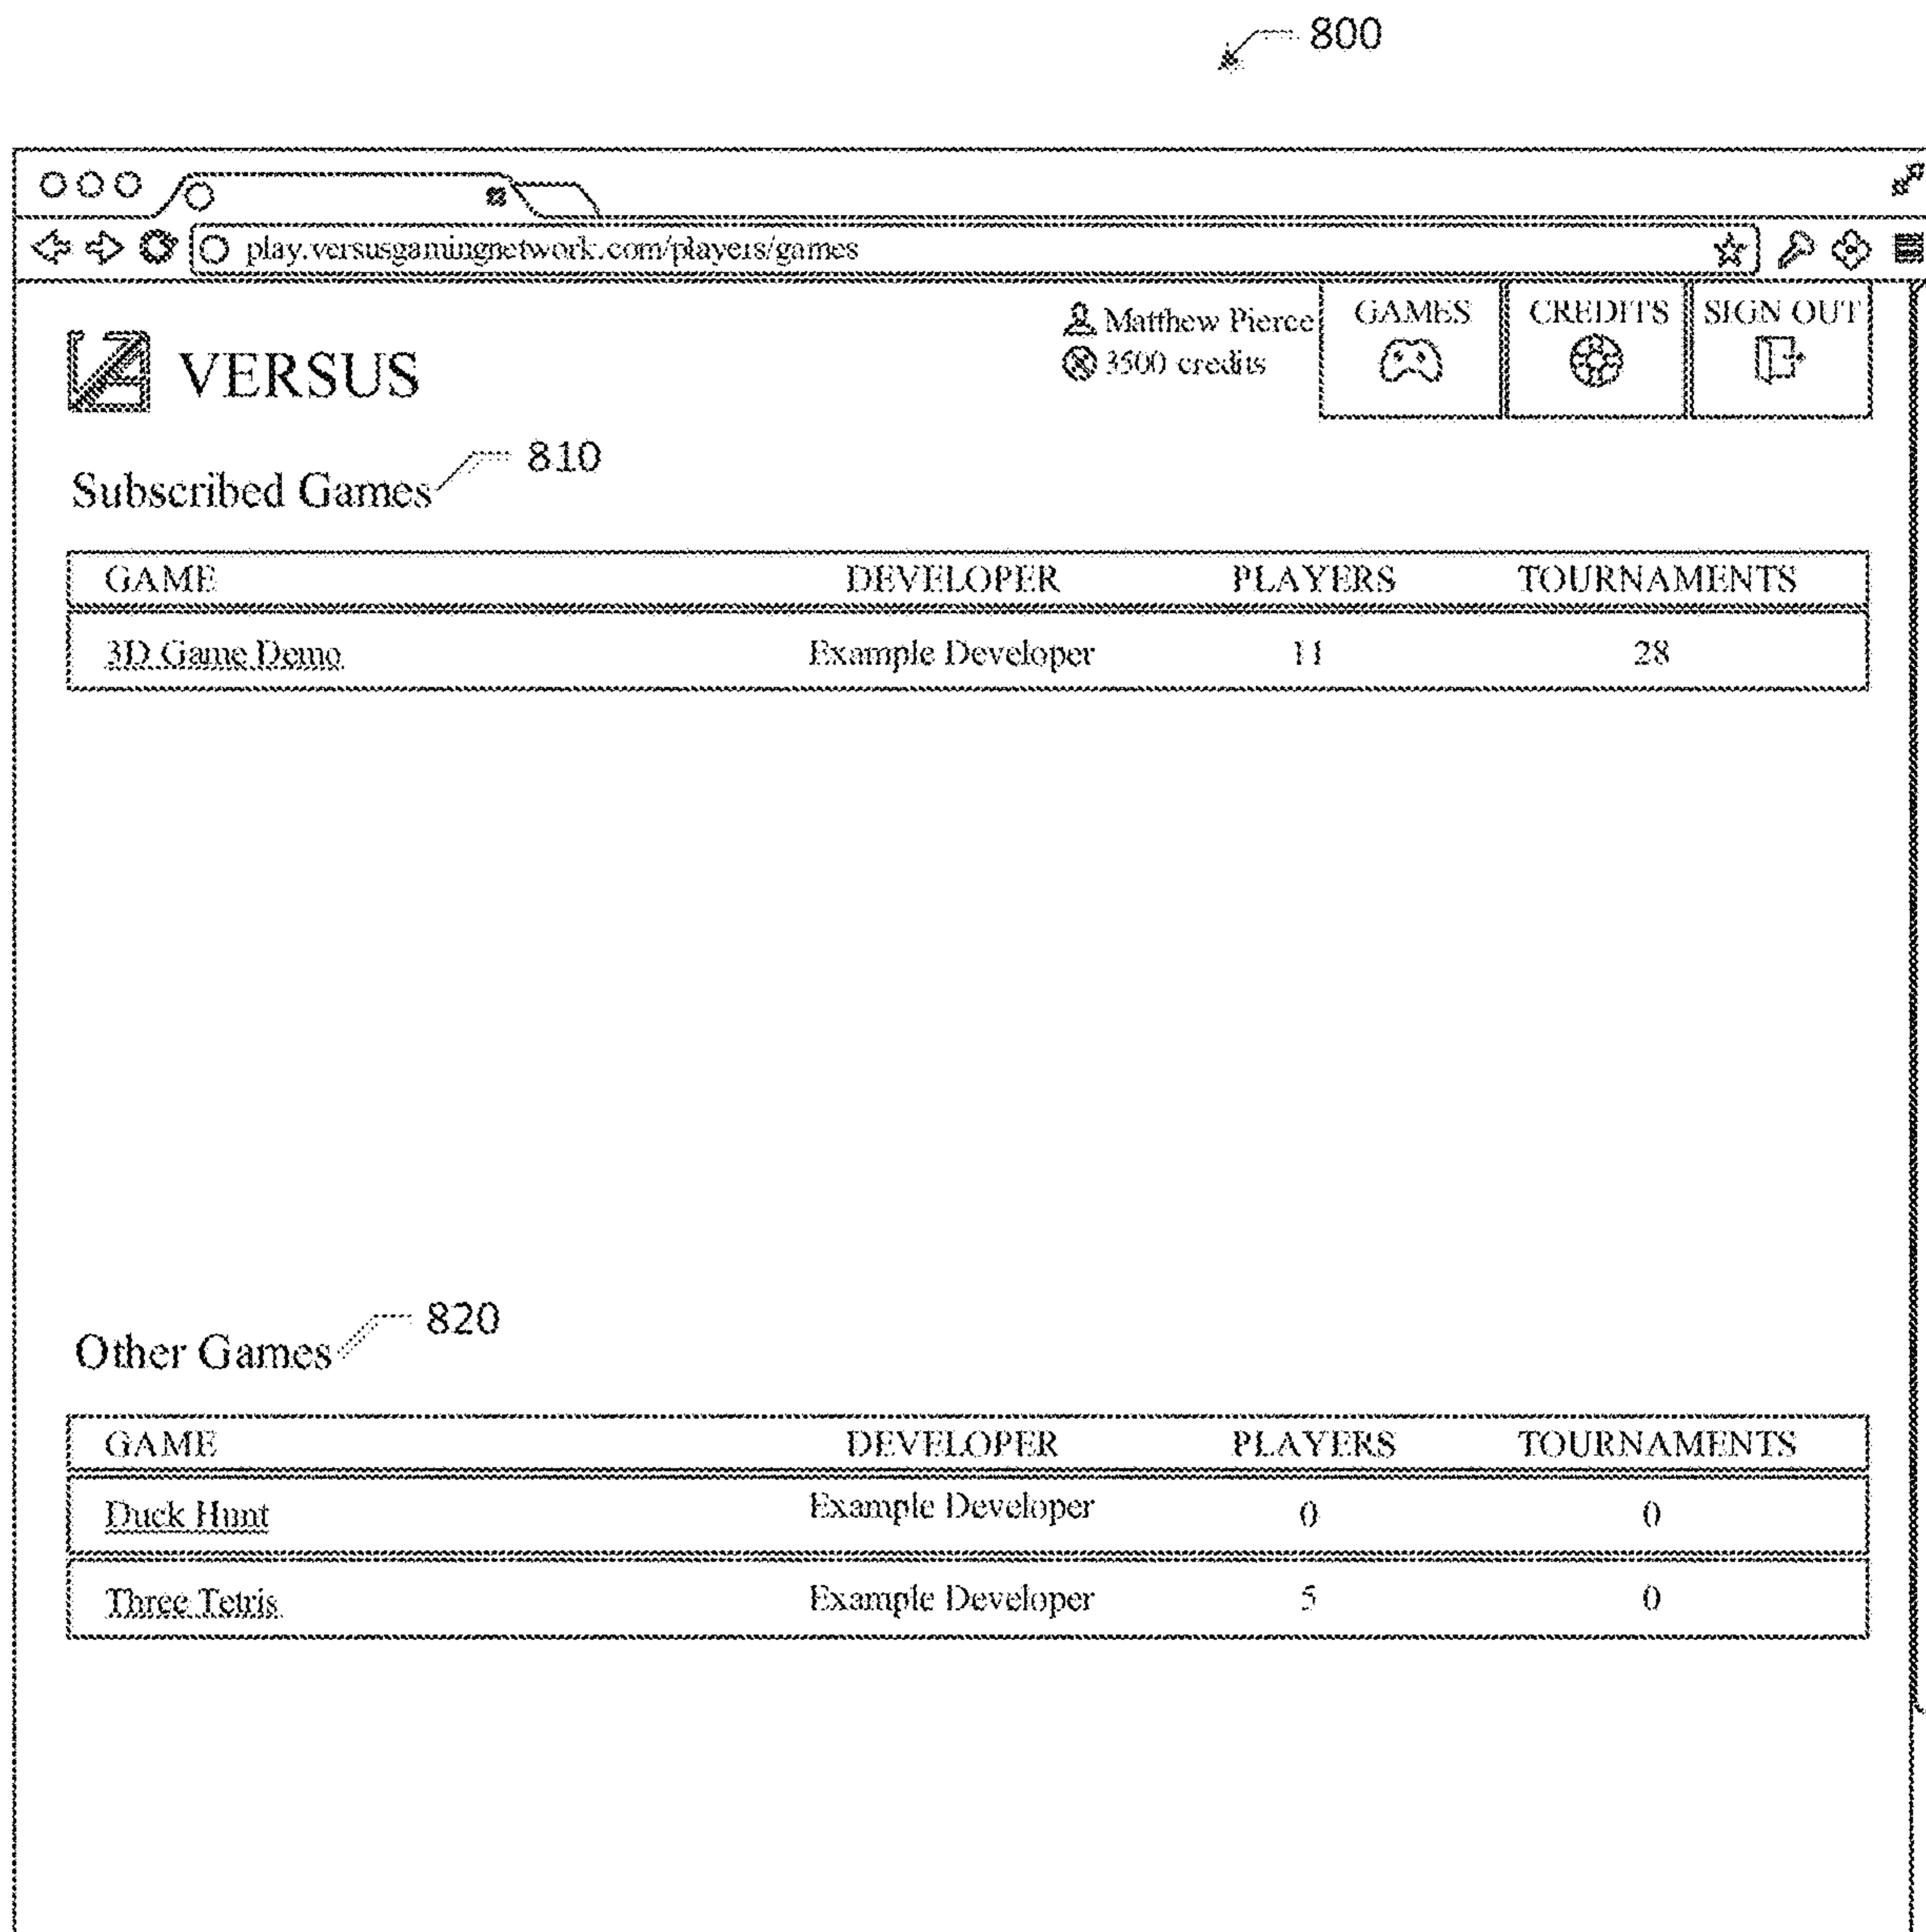 800
play.versusgamingnetwork.com/players/games
VERSUS
Matthew Pierce
3500 credits
GAMES
CREDITS
SIGN OUT
Subscribed Games
810
GAME DEVELOPER PLAYERS TOURNAMENTS
3D Game Demo Example Developer 11 28
Other Games
820
GAME DEVELOPER PLAYERS TOURNAMENTS
Duck Hunt Example Developer 0 0
Three Tetris Example Developer 5 0